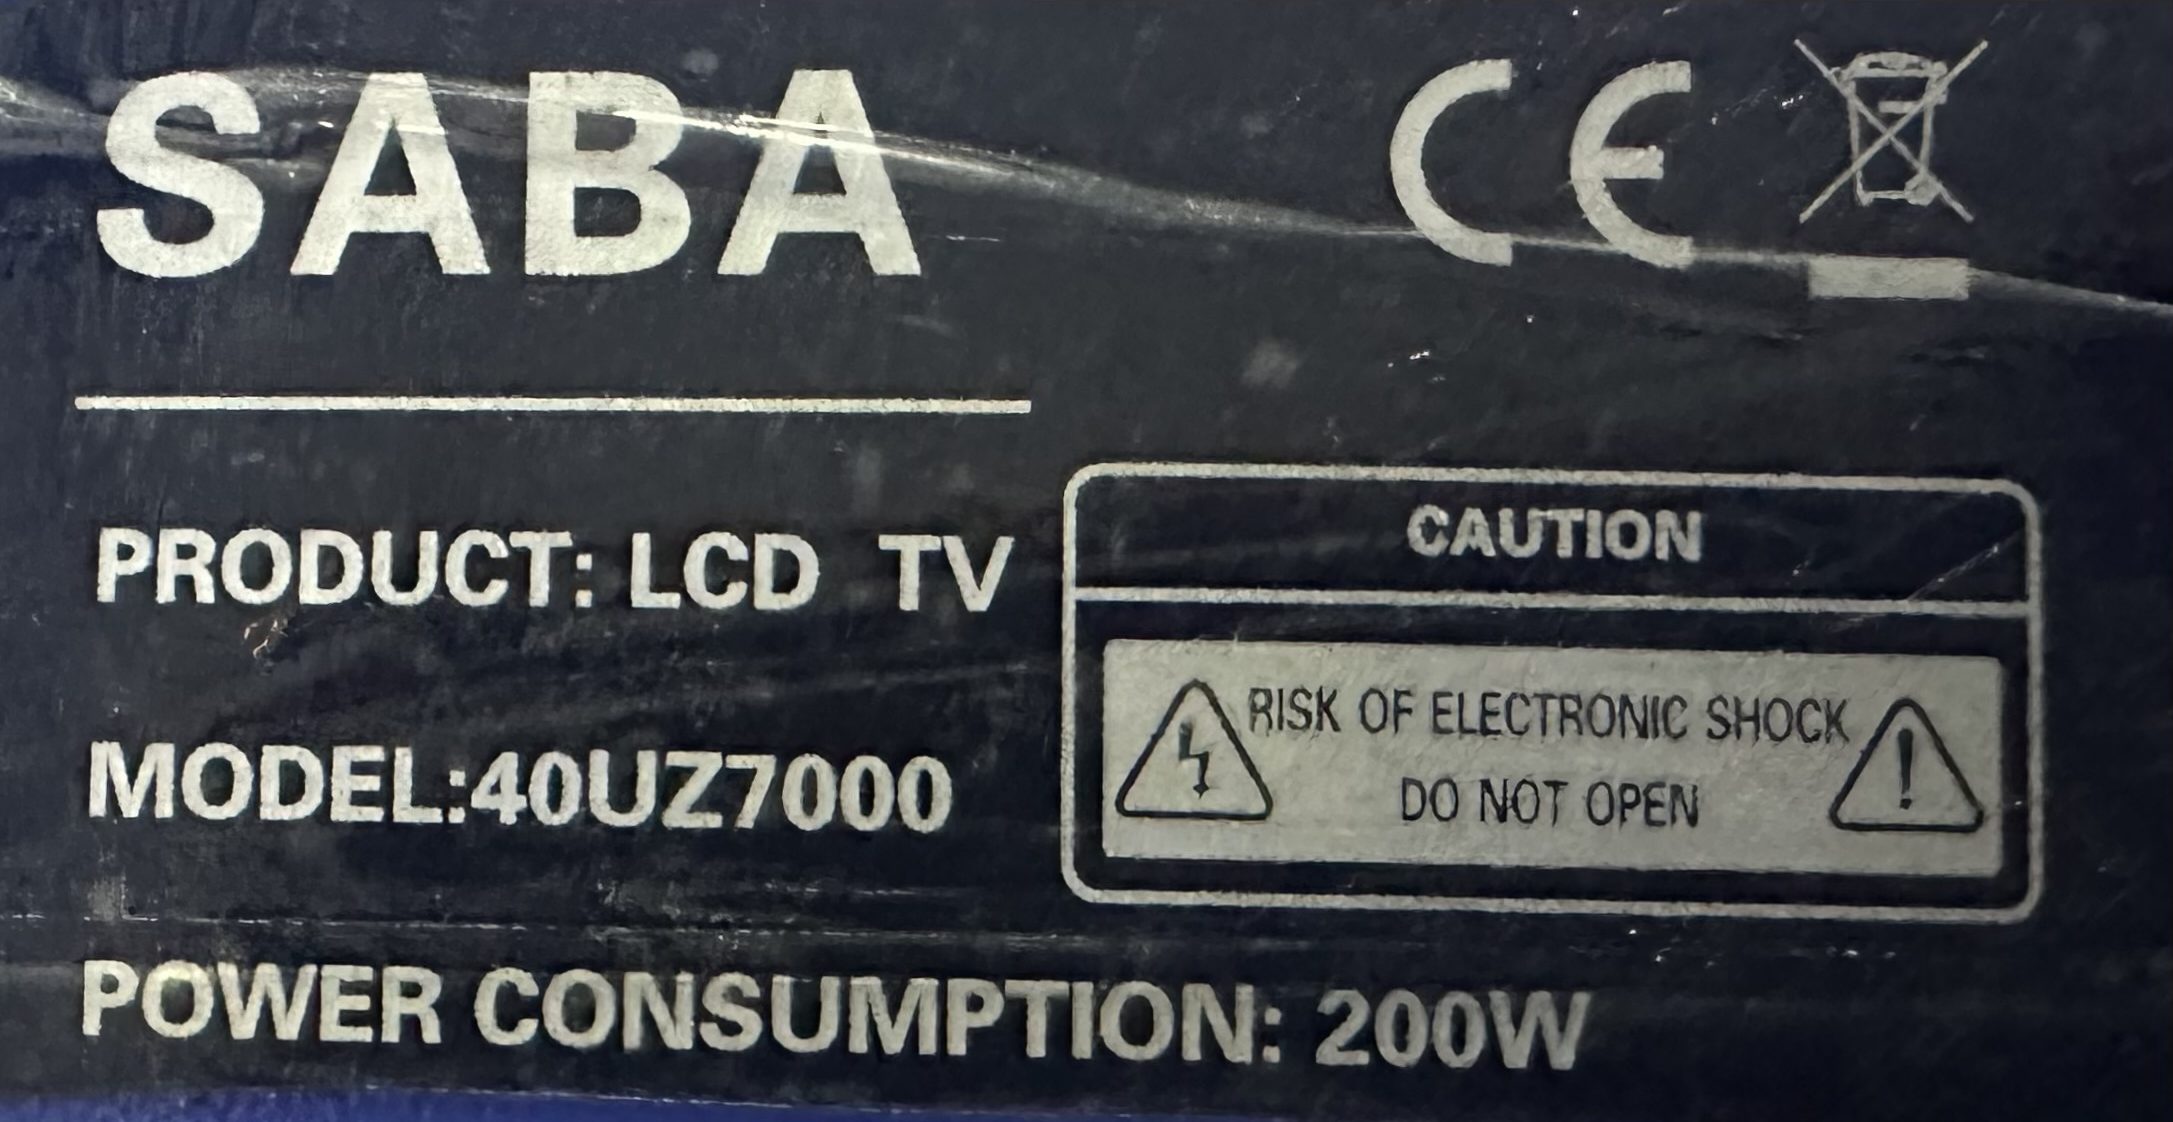 SABA
CE
PRODUCT: LCD TV
MODEL:40UZ7000
POWER CONSUMPTION: 200W
CAUTION
RISK OF ELECTRONIC SHOCK
DO NOT OPEN